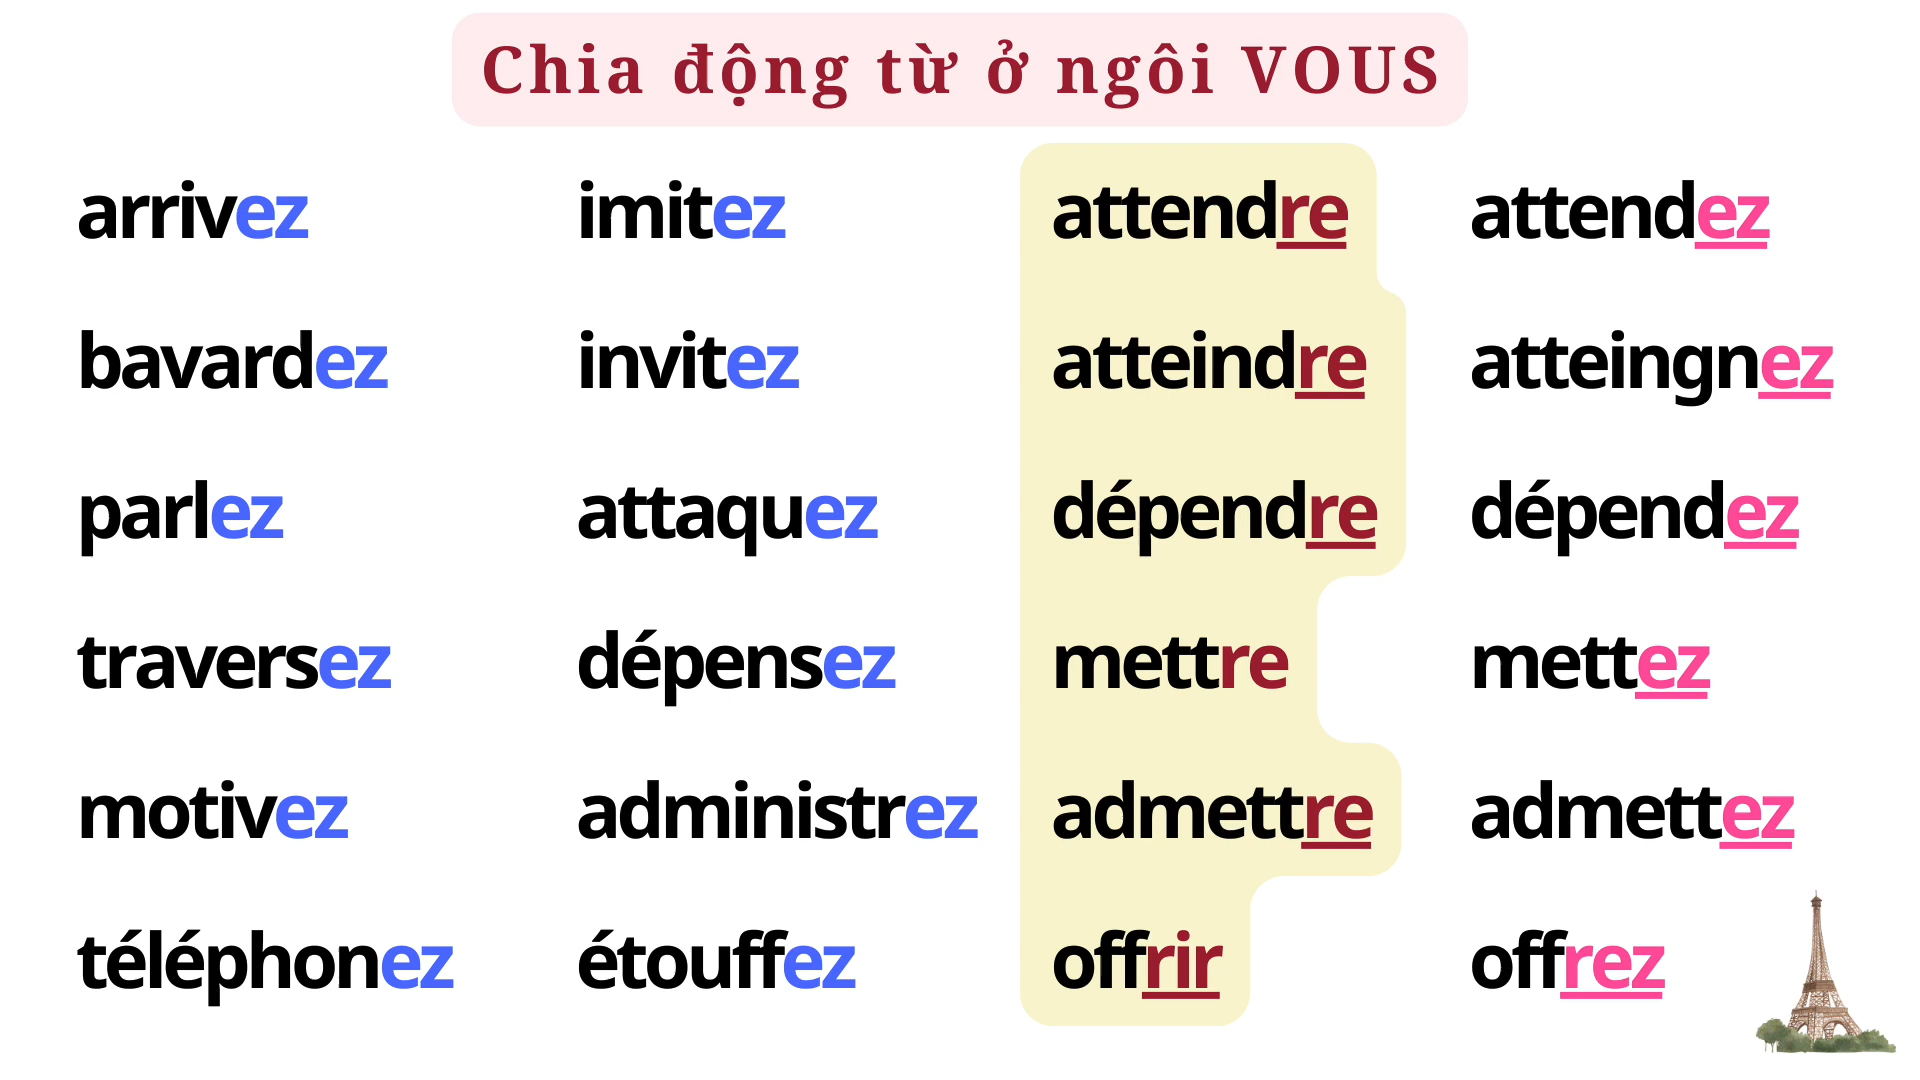 Chia động từ ở ngôi VOUS
arrivez imitez attendre attendez
bavardez invitez atteindre atteingnez
parlez attaquez dépendre dépendez
traversez dépensez mettre mettez
motivez administrez admettre admettez
téléphonez étouffez offrir offrez